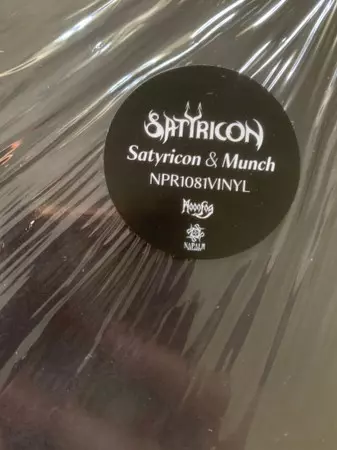 SATYRICON
Satyricon & Munch
NPR1081VINYL
Moonfog
NAPALM